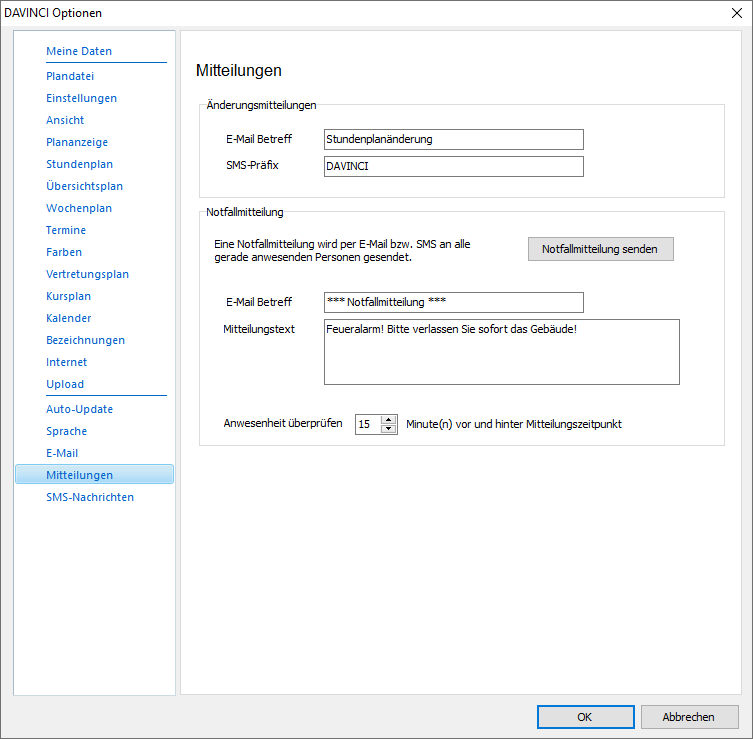 DAVINCI Optionen
Meine Daten
Plandatei
Einstellungen
Ansicht
Plananzeige
Stundenplan
Übersichtsplan
Wochenplan
Termine
Farben
Vertretungsplan
Kursplan
Kalender
Bezeichnungen
Internet
Upload
Auto-Update
Sprache
E-Mail
Mitteilungen
SMS-Nachrichten
Mitteilungen
Änderungsmitteilungen
E-Mail Betreff Stundenplanänderung
SMS-Präfix DAVINCI
Notfallmitteilung
Eine Notfallmitteilung wird per E-Mail bzw. SMS an alle
gerade anwesenden Personen gesendet.
Notfallmitteilung senden
E-Mail Betreff *** Notfallmitteilung ***
Mitteilungstext Feueralarm! Bitte verlassen Sie sofort das Gebäude!
Anwesenheit überprüfen 15 Minute(n) vor und hinter Mitteilungszeitpunkt
OK Abbrechen